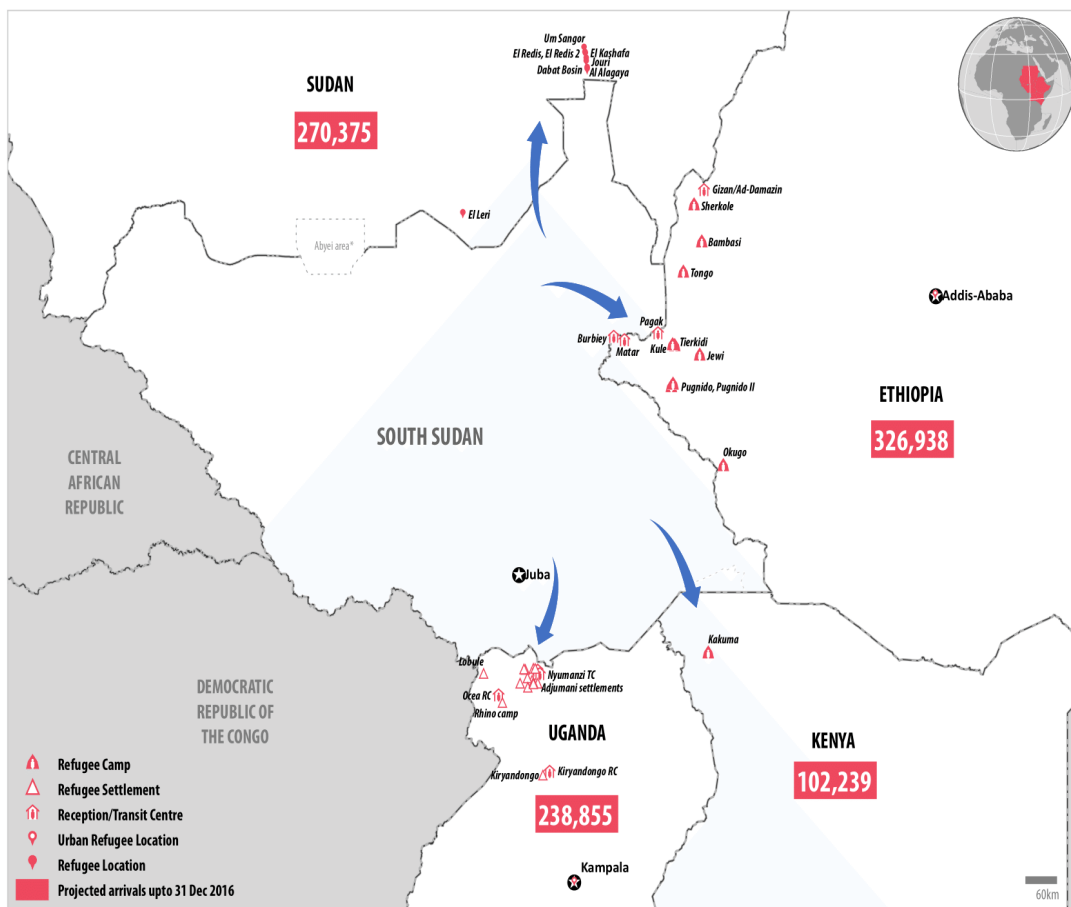 Um Sangor
El Redis, El Redis 2
El Kashafa
Jouri
Dabat Bosin
Al Alagaya
SUDAN
270,375
Gizan/Ad-Damazin
Sherkole
El Leri
Bambasi
Abyei area*
Tongo
Addis-Ababa
Pagak
Burbiey
Matar
Kule
Tierkidi
Jewi
Pugnido, Pugnido II
ETHIOPIA
326,938
SOUTH SUDAN
CENTRAL
AFRICAN
REPUBLIC
Okugo
Juba
Kakuma
Lobule
Nyumanzi TC
Adjumani settlements
Ocea RC
Rhino camp
DEMOCRATIC
REPUBLIC OF
THE CONGO
UGANDA
KENYA
102,239
Kiryandongo
Kiryandongo RC
238,855
Kampala
Refugee Camp
Refugee Settlement
Reception/Transit Centre
Urban Refugee Location
Refugee Location
Projected arrivals upto 31 Dec 2016
60km